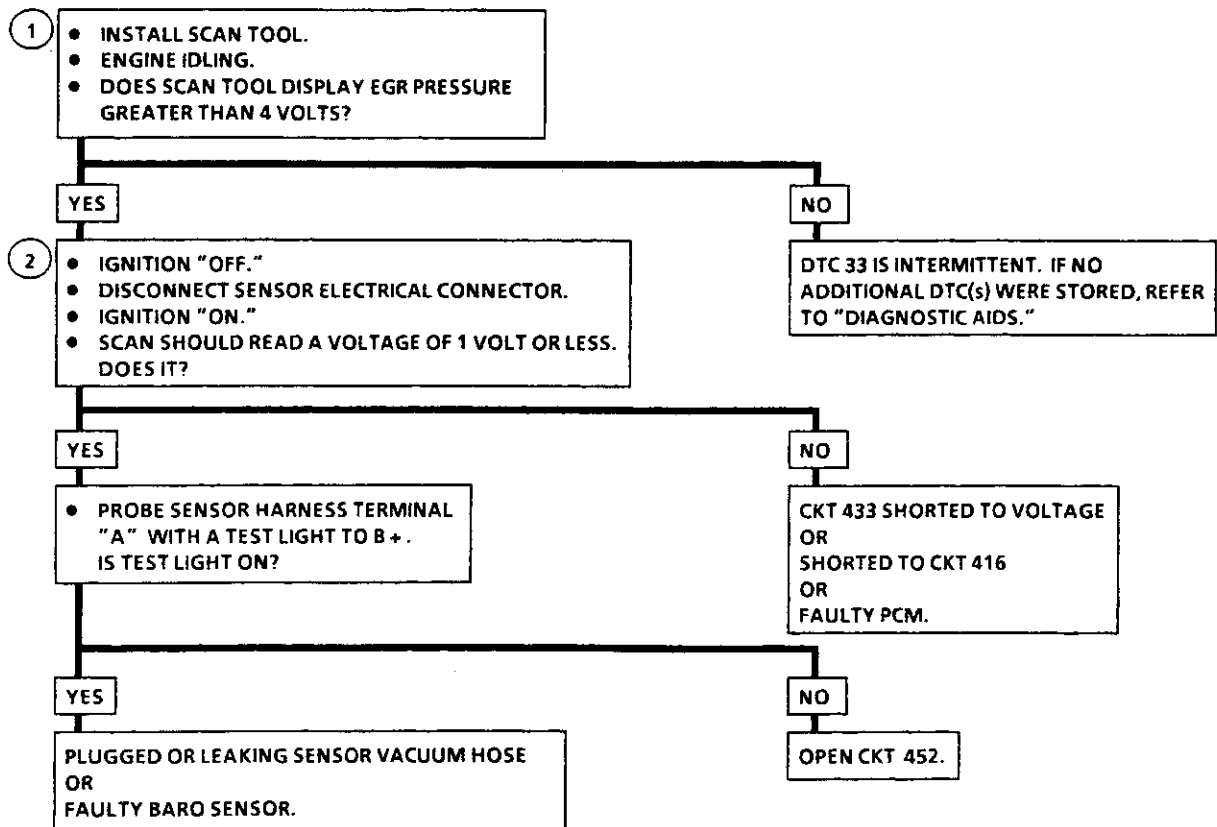 1
• INSTALL SCAN TOOL.
• ENGINE IDLING.
• DOES SCAN TOOL DISPLAY EGR PRESSURE
GREATER THAN 4 VOLTS?
YES
NO
2
• IGNITION "OFF."
• DISCONNECT SENSOR ELECTRICAL CONNECTOR.
• IGNITION "ON."
• SCAN SHOULD READ A VOLTAGE OF 1 VOLT OR LESS.
DOES IT?
DTC 33 IS INTERMITTENT. IF NO
ADDITIONAL DTC(s) WERE STORED, REFER
TO "DIAGNOSTIC AIDS."
YES
NO
• PROBE SENSOR HARNESS TERMINAL
"A" WITH A TEST LIGHT TO B+.
IS TEST LIGHT ON?
CKT 433 SHORTED TO VOLTAGE
OR
SHORTED TO CKT 416
OR
FAULTY PCM.
YES
NO
PLUGGED OR LEAKING SENSOR VACUUM HOSE
OR
FAULTY BARO SENSOR.
OPEN CKT 452.